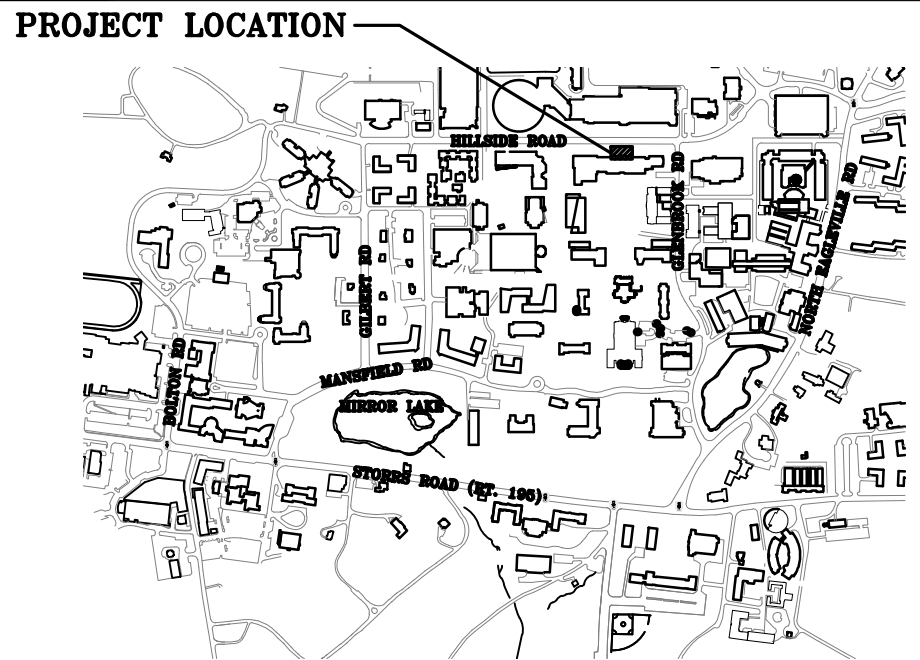 PROJECT LOCATION
HILLSIDE ROAD
GLENBROOK RD
NORTH EAGLEVILLE RD
GILBERT RD
BOLTON RD
MANSFIELD RD
MIRROR LAKE
STORRS ROAD (RT. 195)